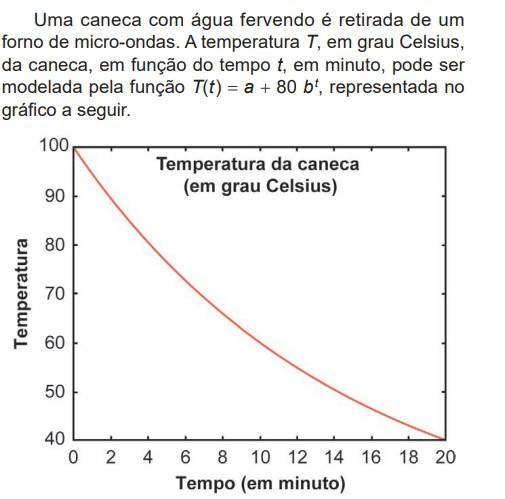 Uma caneca com água fervendo é retirada de um
forno de micro-ondas. A temperatura T, em grau Celsius,
da caneca, em função do tempo t, em minuto, pode ser
modelada pela função T(t) = a + 80 bᵗ, representada no
gráfico a seguir.
Temperatura da caneca
(em grau Celsius)
Temperatura
100
90
80
70
60
50
40
0 2 4 6 8 10 12 14 16 18 20
Tempo (em minuto)